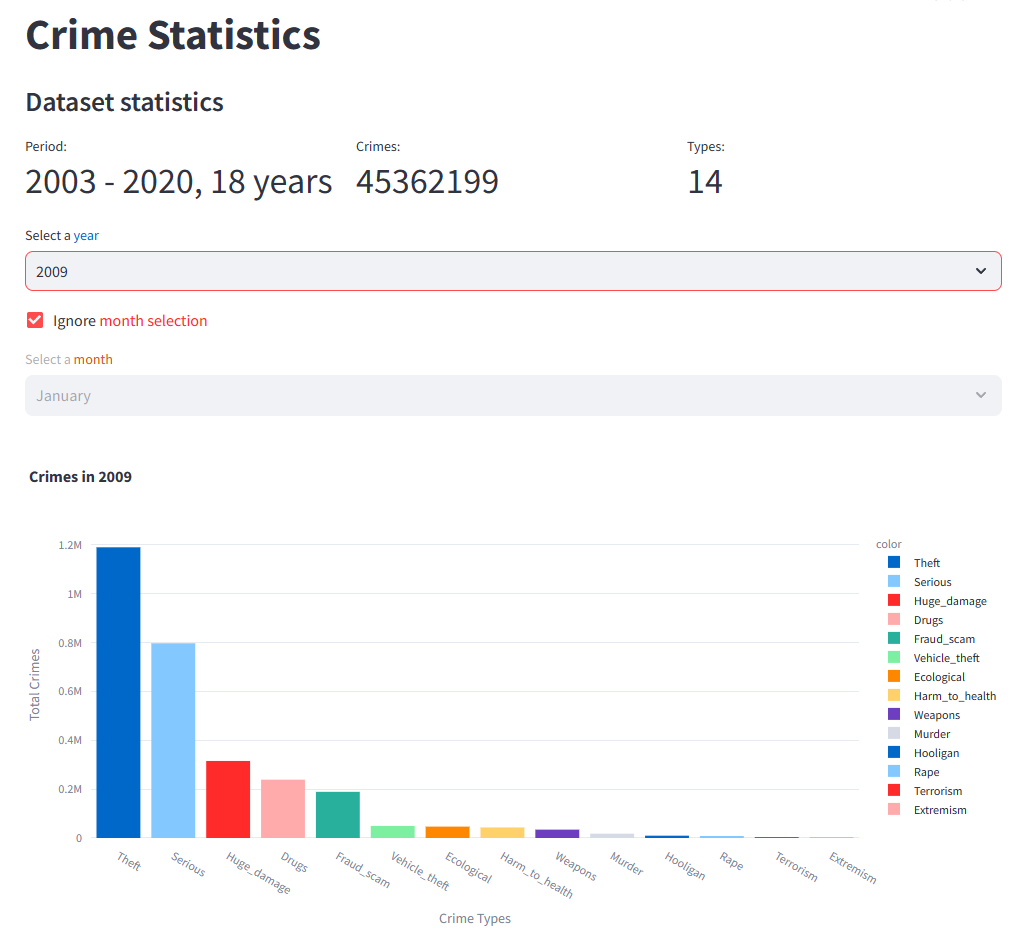 Crime Statistics
Dataset statistics
Period: Crimes: Types:
2003 - 2020, 18 years 45362199 14
Select a year
2009
Ignore month selection
Select a month
January
Crimes in 2009
1.2M
1M
0.8M
0.6M
0.4M
0.2M
0
Total Crimes
Theft Serious Huge_damage Drugs Fraud_scam Vehicle_theft Ecological Harm_to_health Weapons Murder Hooligan Rape Terrorism Extremism
Crime Types
color
Theft
Serious
Huge_damage
Drugs
Fraud_scam
Vehicle_theft
Ecological
Harm_to_health
Weapons
Murder
Hooligan
Rape
Terrorism
Extremism